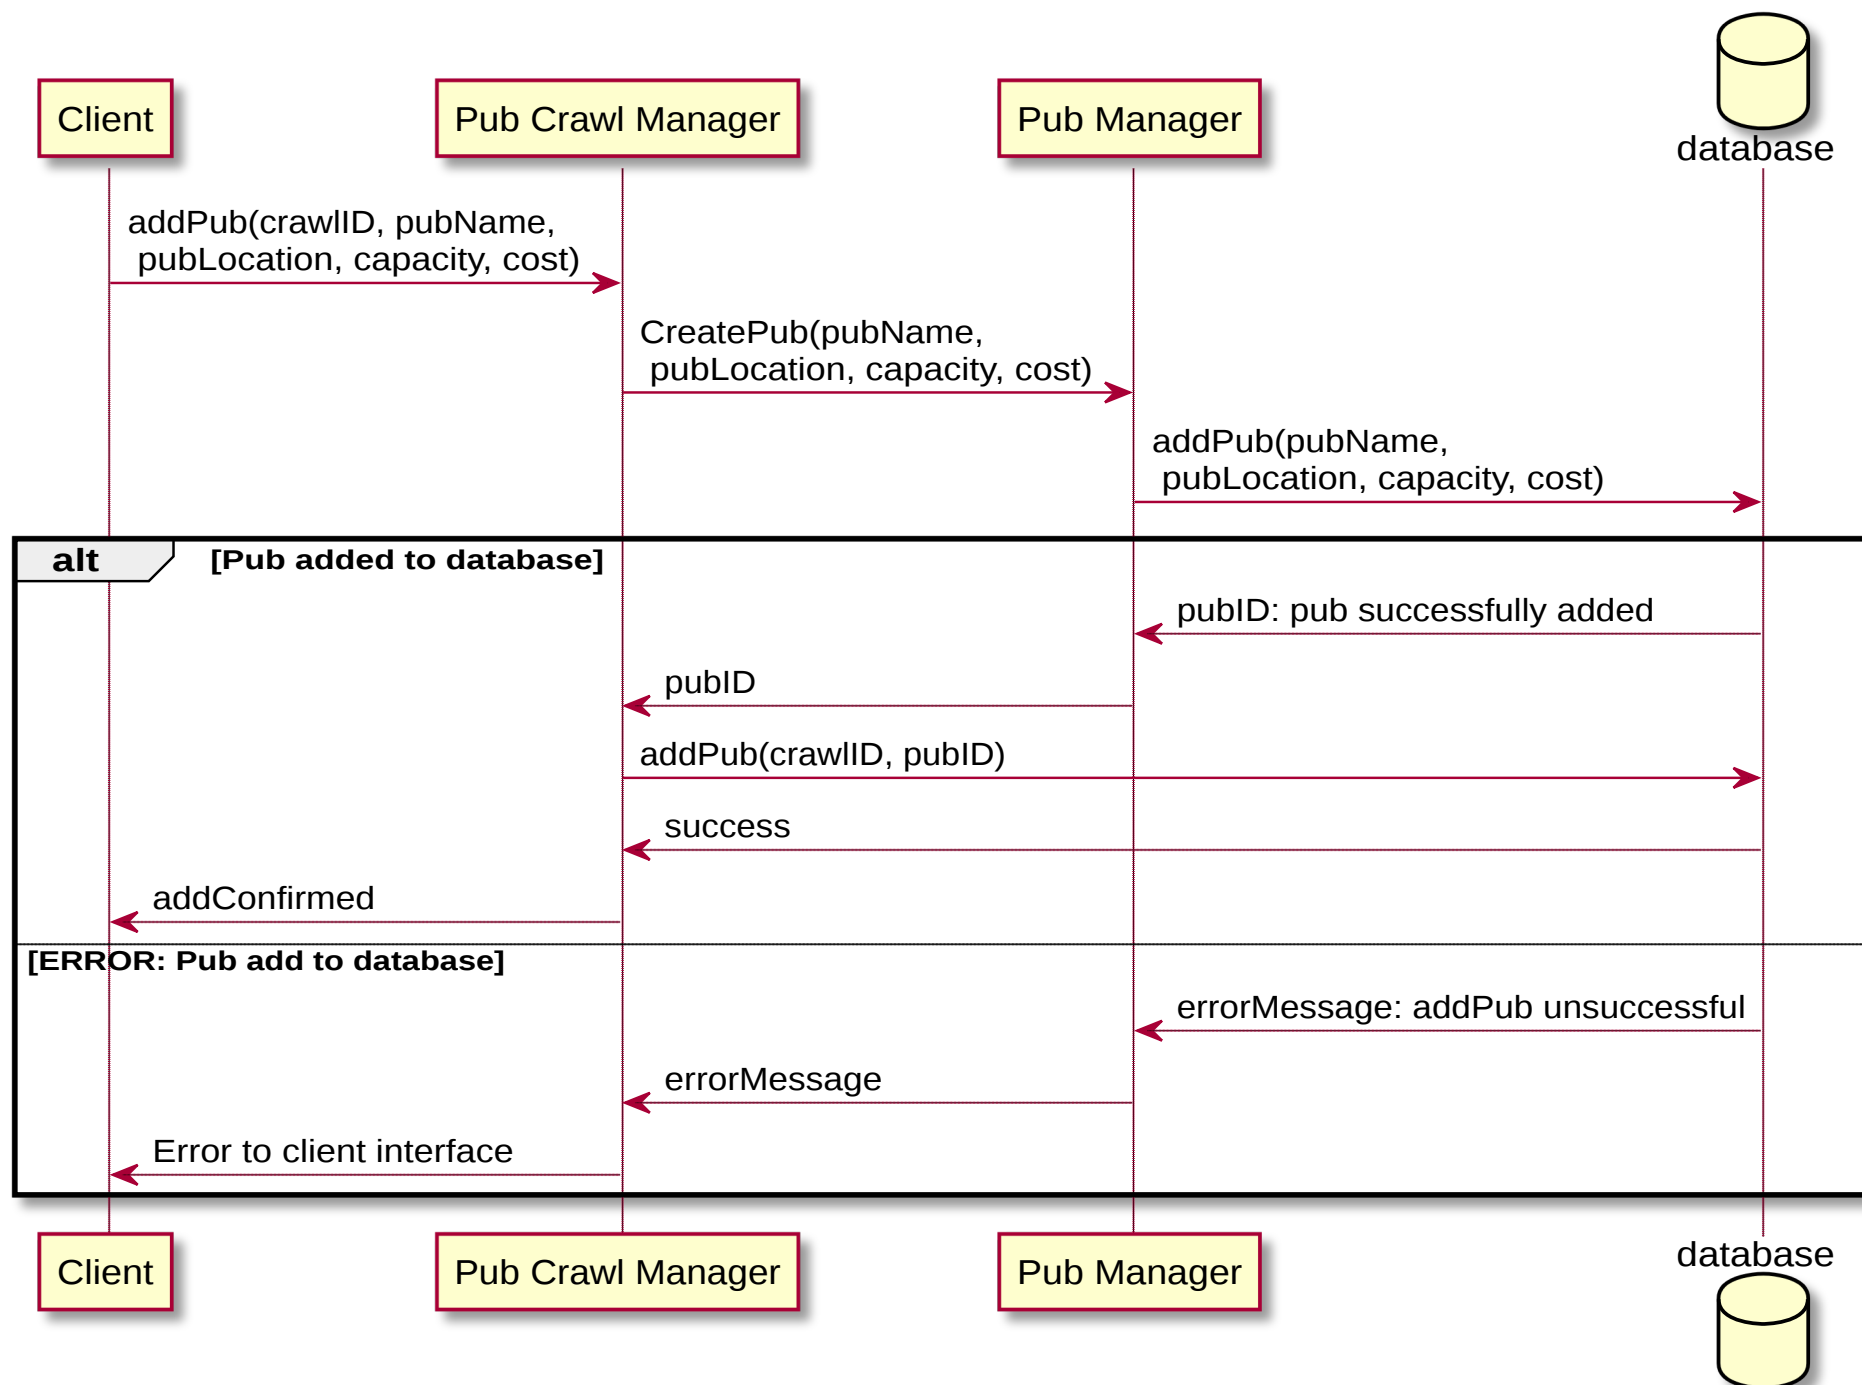 Client
Pub Crawl Manager
Pub Manager
database
addPub(crawlID, pubName,
pubLocation, capacity, cost)
CreatePub(pubName,
pubLocation, capacity, cost)
addPub(pubName,
pubLocation, capacity, cost)
alt
[Pub added to database]
pubID: pub successfully added
pubID
addPub(crawlID, pubID)
success
addConfirmed
[ERROR: Pub add to database]
errorMessage: addPub unsuccessful
errorMessage
Error to client interface
Client
Pub Crawl Manager
Pub Manager
database